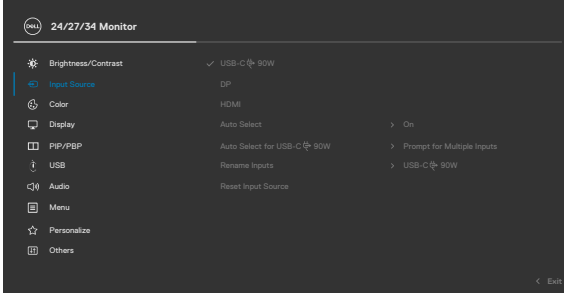 DELL 24/27/34 Monitor
Brightness/Contrast USB-C 90W
Input Source DP
Color HDMI
Display Auto Select On
PIP/PBP Auto Select for USB-C 90W Prompt for Multiple Inputs
USB Rename Inputs USB-C 90W
Audio Reset Input Source
Menu
Personalize
Others
Exit